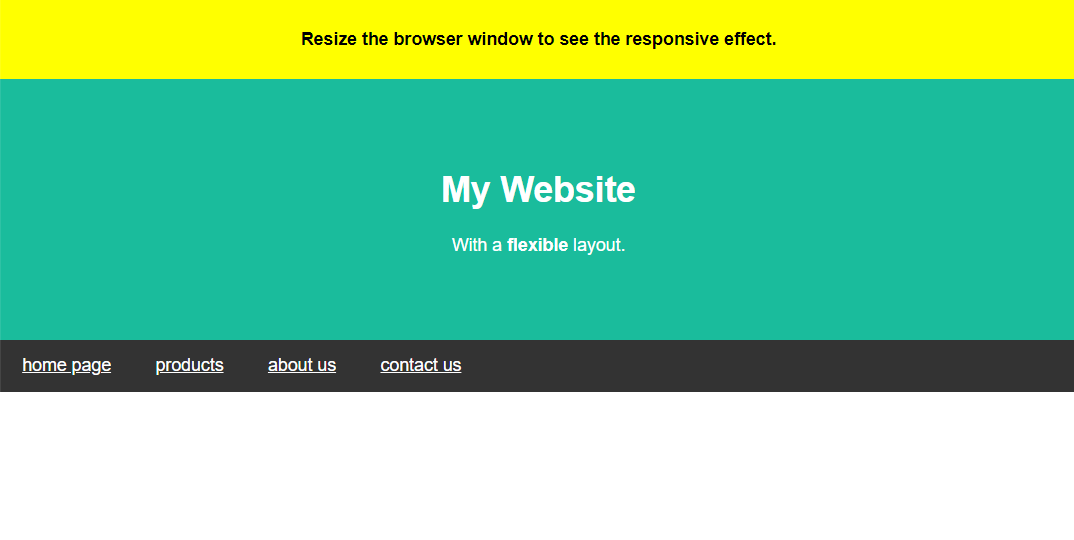 Resize the browser window to see the responsive effect.
My Website
With a flexible layout.
home page products about us contact us